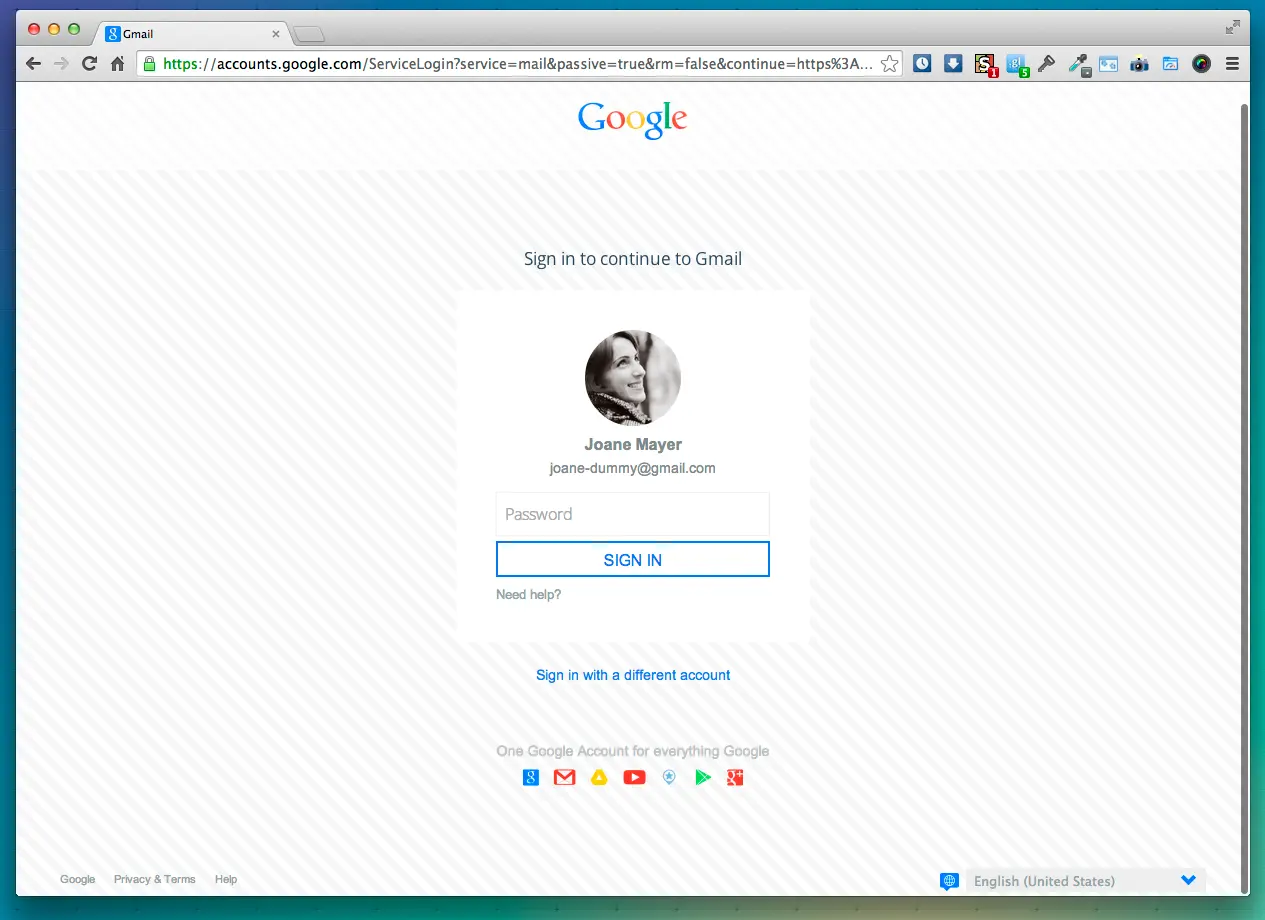 Gmail
https://accounts.google.com/ServiceLogin?service=mail&passive=true&rm=false&continue=https%3A...
1
g
5
Google
Sign in to continue to Gmail
Joane Mayer
joane-dummy@gmail.com
Password
SIGN IN
Need help?
Sign in with a different account
One Google Account for everything Google
Google
Privacy & Terms
Help
English (United States)